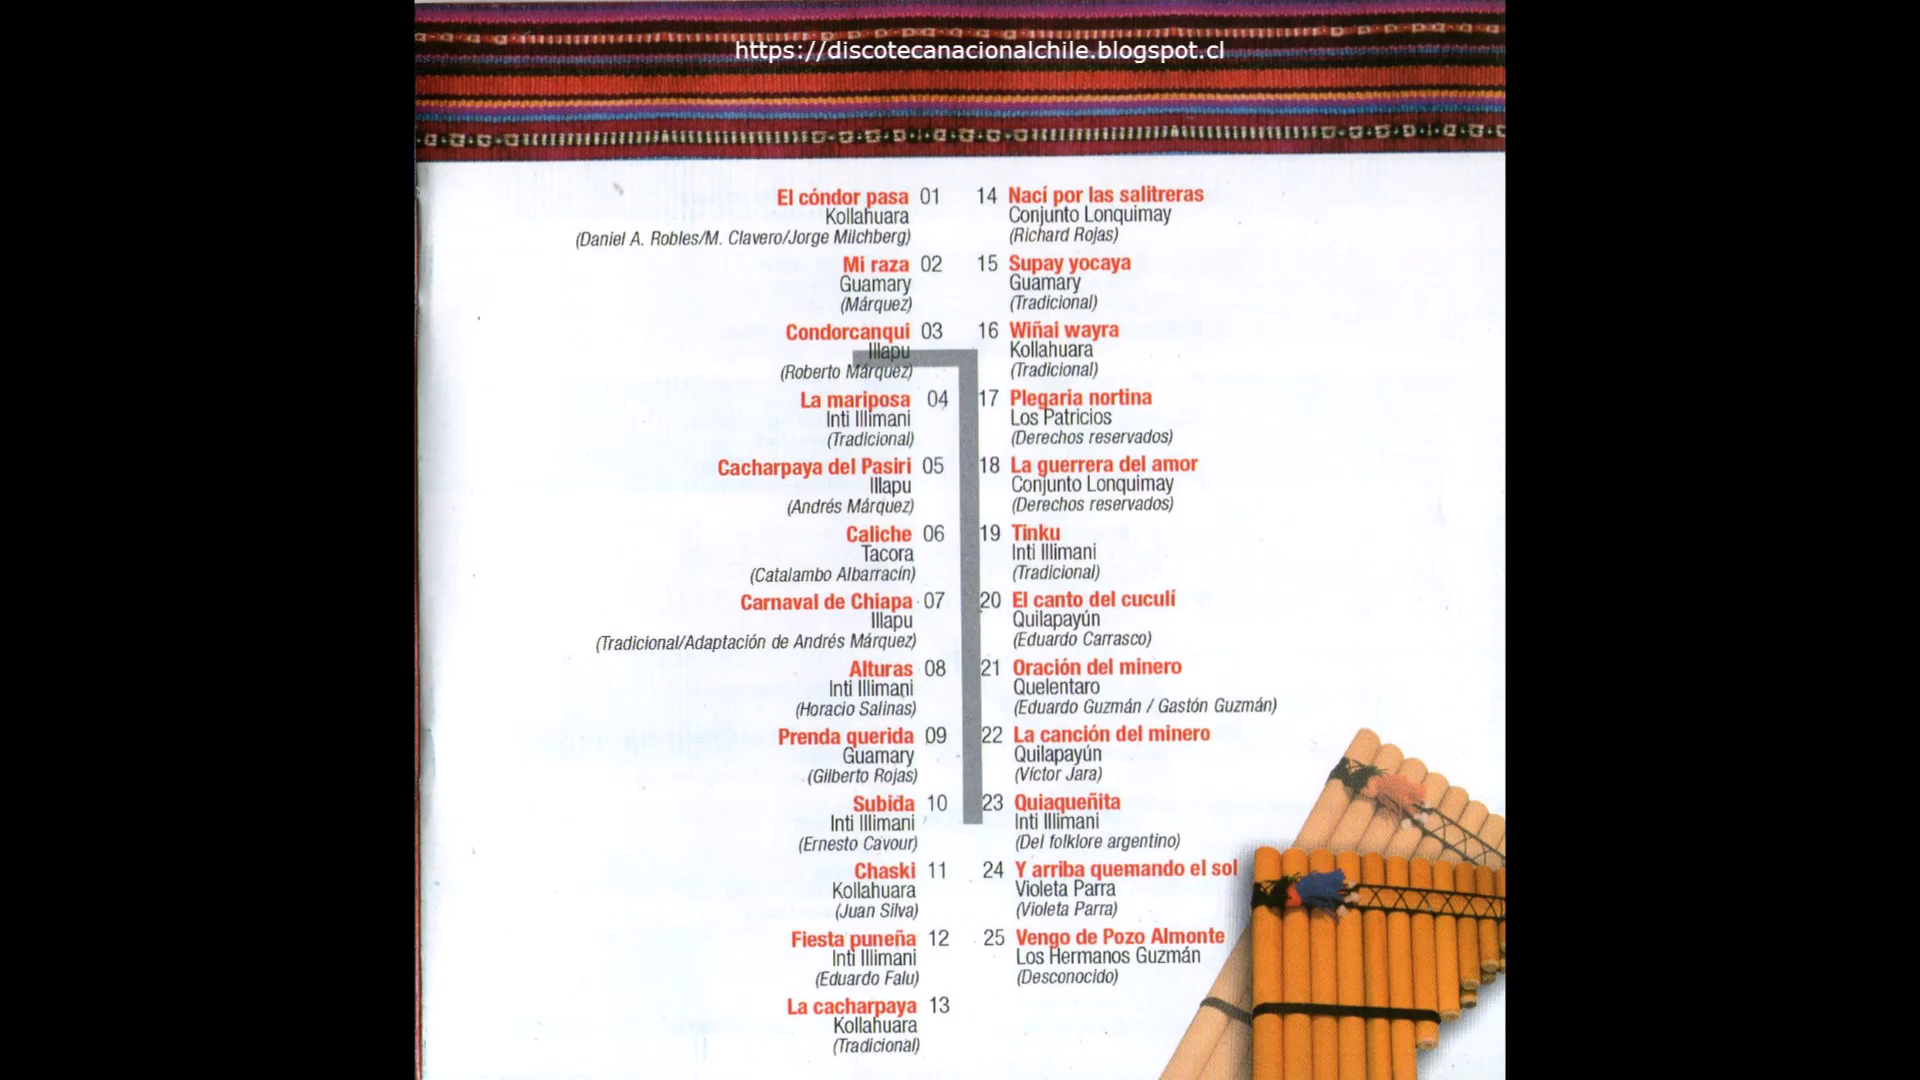 https://discotecanacionalchile.blogspot.cl
El cóndor pasa 01
Kollahuara
(Daniel A. Robles/M. Clavero/Jorge Milchberg)
Mi raza 02
Guamary
(Márquez)
Condorcanqui 03
Illapu
(Roberto Márquez)
La mariposa 04
Inti Illimani
(Tradicional)
Cacharpaya del Pasiri 05
Illapu
(Andrés Márquez)
Caliche 06
Tacora
(Catalambo Albarracín)
Carnaval de Chiapa 07
Illapu
(Tradicional/Adaptación de Andrés Márquez)
Alturas 08
Inti Illimani
(Horacio Salinas)
Prenda querida 09
Guamary
(Gilberto Rojas)
Subida 10
Inti Illimani
(Ernesto Cavour)
Chaski 11
Kollahuara
(Juan Silva)
Fiesta puneña 12
Inti Illimani
(Eduardo Falu)
La cacharpaya 13
Kollahuara
(Tradicional)
14 Nací por las salitreras
Conjunto Lonquimay
(Richard Rojas)
15 Supay yocaya
Guamary
(Tradicional)
16 Wiñai wayra
Kollahuara
(Tradicional)
17 Plegaria nortina
Los Patricios
(Derechos reservados)
18 La guerrera del amor
Conjunto Lonquimay
(Derechos reservados)
19 Tinku
Inti Illimani
(Tradicional)
20 El canto del cuculí
Quilapayún
(Eduardo Carrasco)
21 Oración del minero
Quelentaro
(Eduardo Guzmán / Gastón Guzmán)
22 La canción del minero
Quilapayún
(Víctor Jara)
23 Quiaqueñita
Inti Illimani
(Del folklore argentino)
24 Y arriba quemando el sol
Violeta Parra
(Violeta Parra)
25 Vengo de Pozo Almonte
Los Hermanos Guzmán
(Desconocido)
1